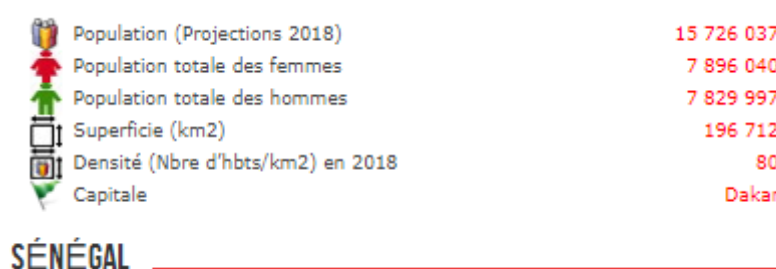 Population (Projections 2018) 15 726 037
Population totale des femmes 7 896 040
Population totale des hommes 7 829 997
Superficie (km2) 196 712
Densité (Nbre d'hbts/km2) en 2018 80
Capitale Dakar
SÉNÉGAL